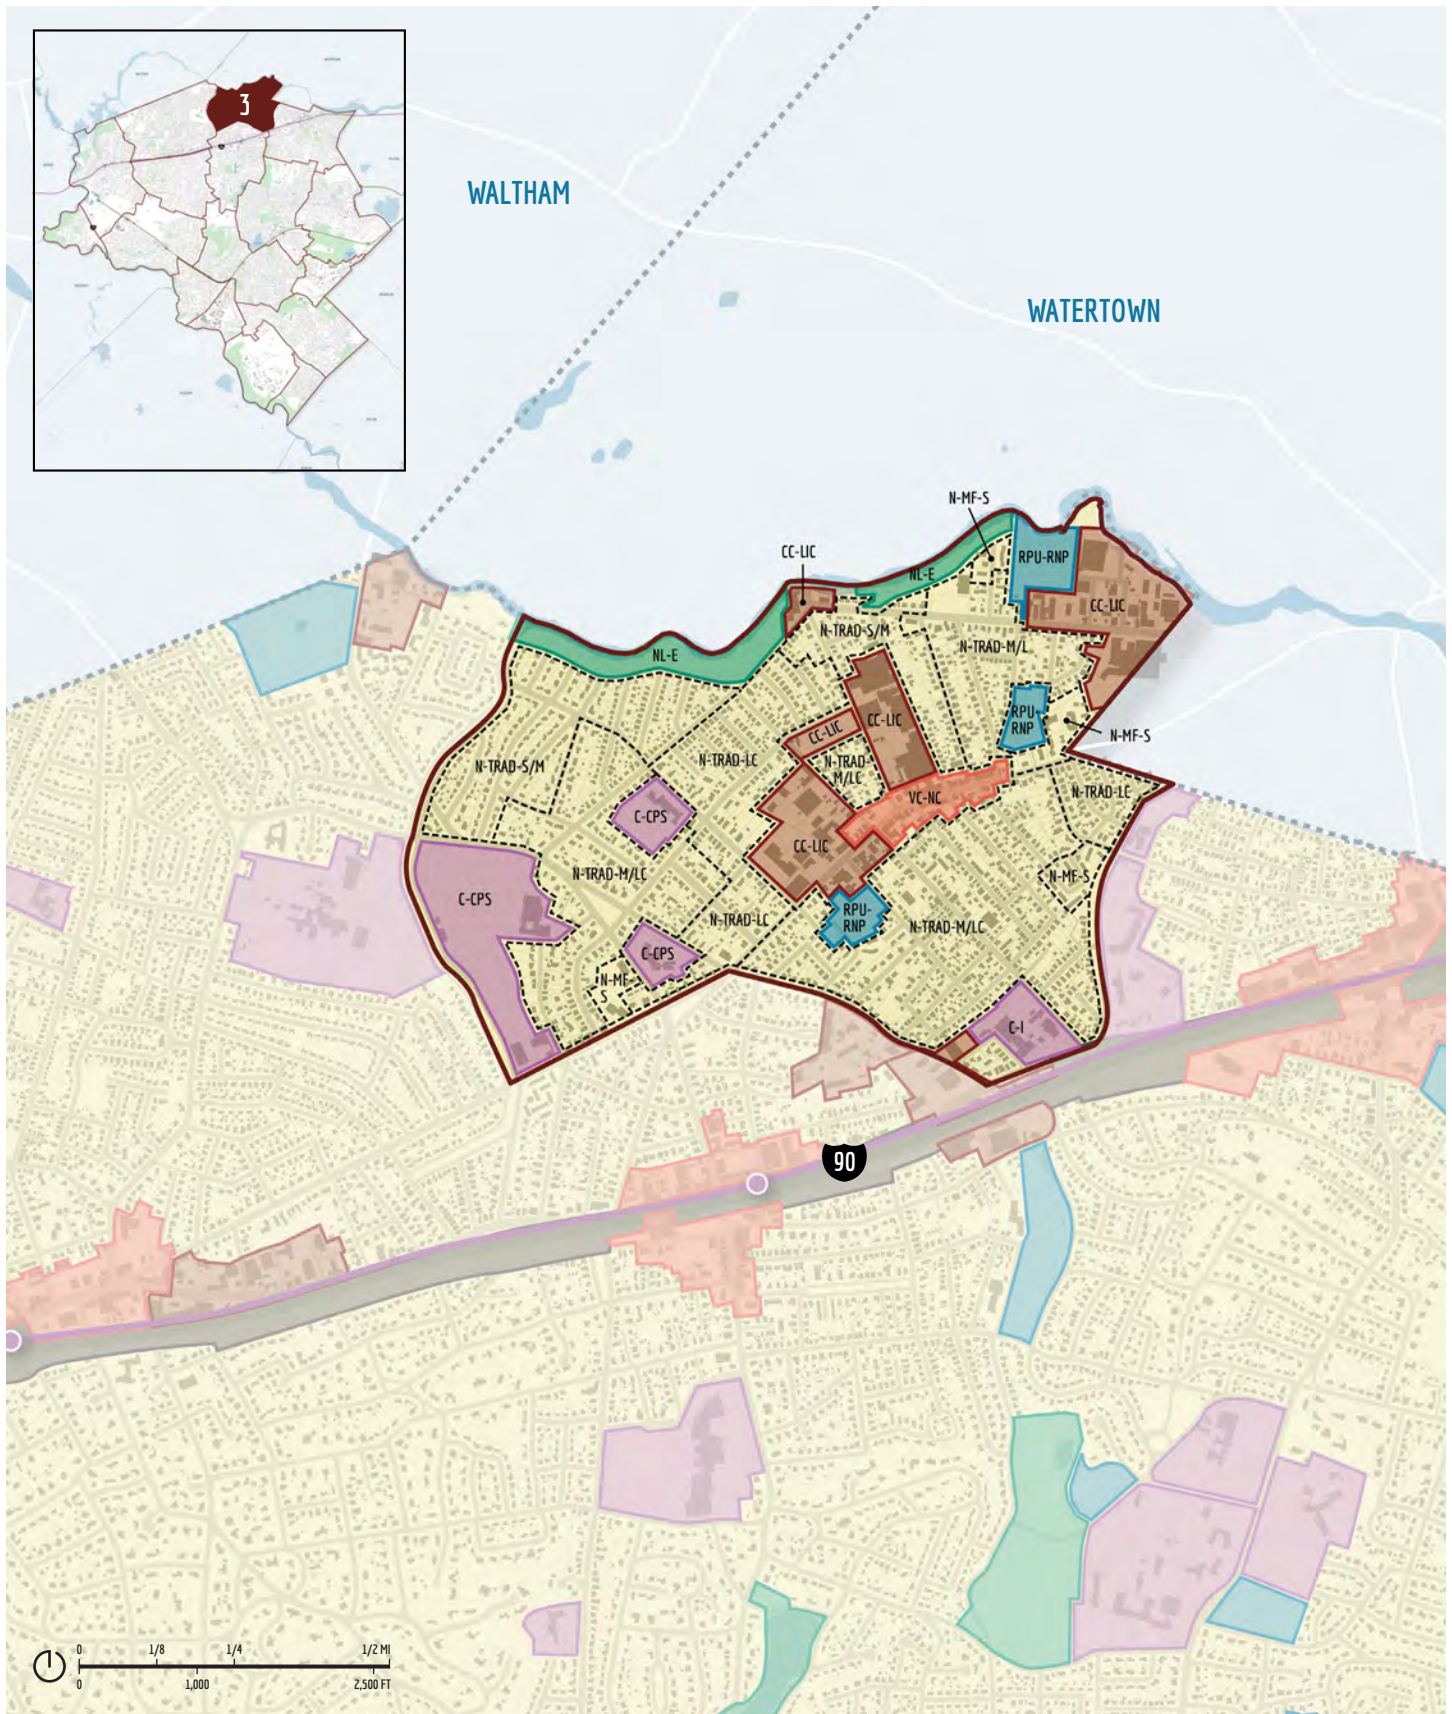 3
WALTHAM
WATERTOWN
N-MF-S
CC-LIC
RPU-RNP
NL-E
CC-LIC
N-TRAD-S/M
N-TRAD-M/L
NL-E
RPU-
RNP
CC-LIC
CC-LIC
N-MF-S
N-TRAD-LC
N-TRAD-
M/LC
N-TRAD-S/M
VC-NC
N-TRAD-LC
C-CPS
CC-LIC
N-TRAD-M/LC
N-MF-S
C-CPS
N-TRAD-LC
RPU-
RNP
N-TRAD-M/LC
C-CPS
N-MF-
S
C-I
90
0 1/8 1/4 1/2 MI
0 1,000 2,500 FT